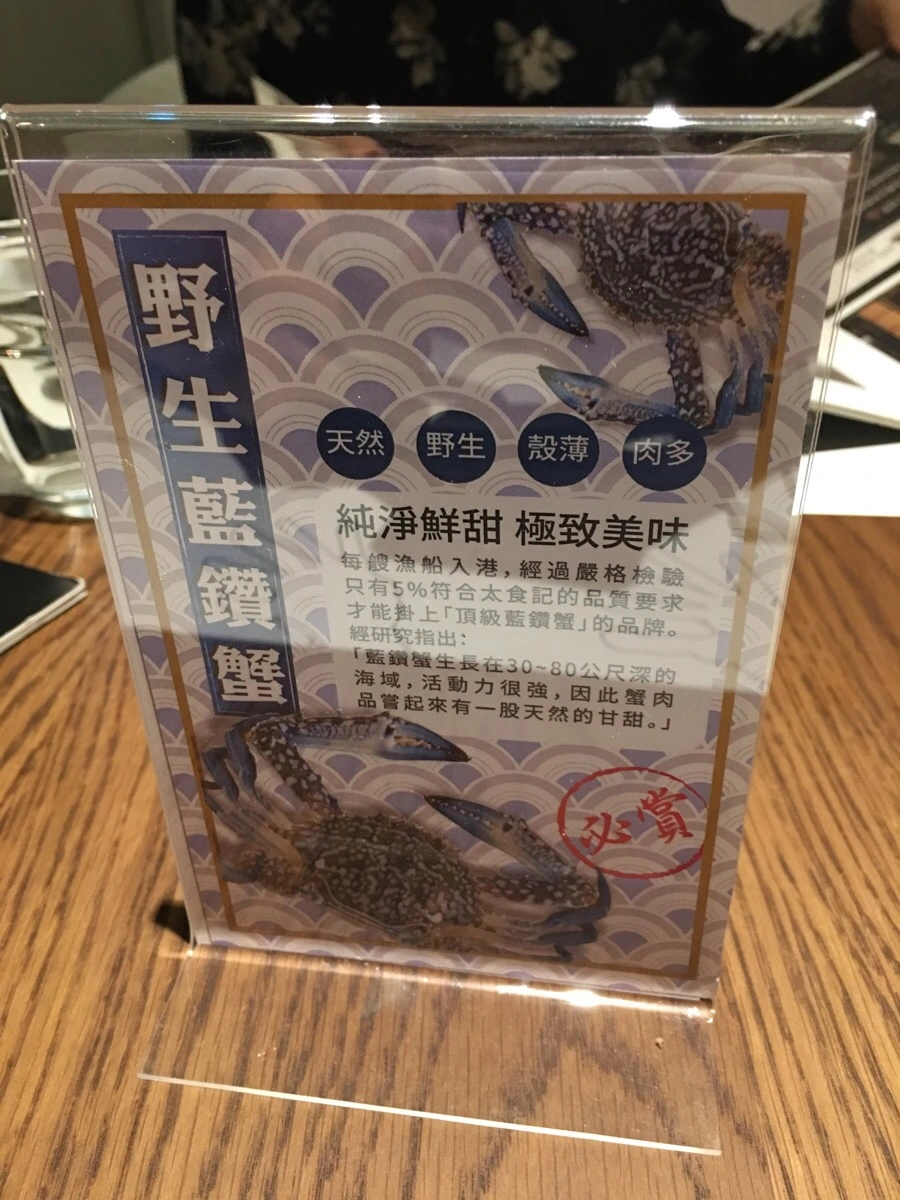 野生藍鑽蟹
天然 野生 殼薄 肉多
純淨鮮甜 極致美味
每艘漁船入港，經過嚴格檢驗
只有5%符合太食記的品質要求
才能掛上「頂級藍鑽蟹」的品牌。
經研究指出：
「藍鑽蟹生長在30~80公尺深的
海域，活動力很強，因此蟹肉
品嘗起來有一股天然的甘甜。」
必賞